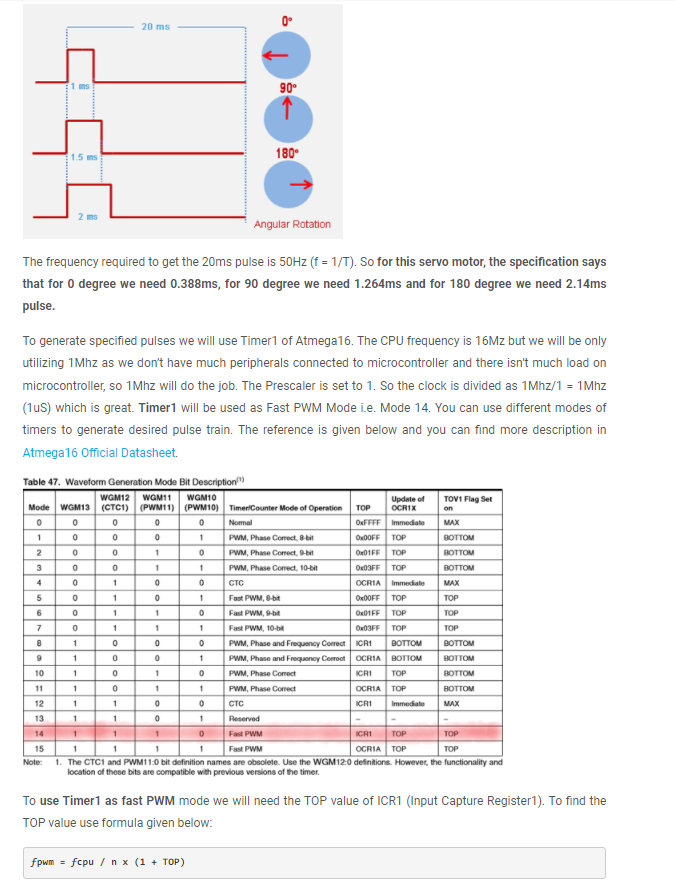 20 ms
0°
1 ms
90°
1.5 ms
180°
2 ms
Angular Rotation
The frequency required to get the 20ms pulse is 50Hz (f = 1/T). So for this servo motor, the specification says
that for 0 degree we need 0.388ms, for 90 degree we need 1.264ms and for 180 degree we need 2.14ms
pulse.
To generate specified pulses we will use Timer1 of Atmega16. The CPU frequency is 16Mz but we will be only
utilizing 1Mhz as we don't have much peripherals connected to microcontroller and there isn't much load on
microcontroller, so 1Mhz will do the job. The Prescaler is set to 1. So the clock is divided as 1Mhz/1 = 1Mhz
(1uS) which is great. Timer1 will be used as Fast PWM Mode i.e. Mode 14. You can use different modes of
timers to generate desired pulse train. The reference is given below and you can find more description in
Atmega16 Official Datasheet.
Table 47. Waveform Generation Mode Bit Description(1)
Mode WGM13 WGM12 (CTC1) WGM11 (PWM11) WGM10 (PWM10) Timer/Counter Mode of Operation TOP Update of OCR1X TOV1 Flag Set on
0 0 0 0 0 Normal 0xFFFF Immediate MAX
1 0 0 0 1 PWM, Phase Correct, 8-bit 0x00FF TOP BOTTOM
2 0 0 1 0 PWM, Phase Correct, 9-bit 0x01FF TOP BOTTOM
3 0 0 1 1 PWM, Phase Correct, 10-bit 0x03FF TOP BOTTOM
4 0 1 0 0 CTC OCR1A Immediate MAX
5 0 1 0 1 Fast PWM, 8-bit 0x00FF TOP TOP
6 0 1 1 0 Fast PWM, 9-bit 0x01FF TOP TOP
7 0 1 1 1 Fast PWM, 10-bit 0x03FF TOP TOP
8 1 0 0 0 PWM, Phase and Frequency Correct ICR1 BOTTOM BOTTOM
9 1 0 0 1 PWM, Phase and Frequency Correct OCR1A BOTTOM BOTTOM
10 1 0 1 0 PWM, Phase Correct ICR1 TOP BOTTOM
11 1 0 1 1 PWM, Phase Correct OCR1A TOP BOTTOM
12 1 1 0 0 CTC ICR1 Immediate MAX
13 1 1 0 1 Reserved – – –
14 1 1 1 0 Fast PWM ICR1 TOP TOP
15 1 1 1 1 Fast PWM OCR1A TOP TOP
Note: 1. The CTC1 and PWM11:0 bit definition names are obsolete. Use the WGM12:0 definitions. However, the functionality and
location of these bits are compatible with previous versions of the timer.
To use Timer1 as fast PWM mode we will need the TOP value of ICR1 (Input Capture Register1). To find the
TOP value use formula given below:
fpwm = fcpu / n x (1 + TOP)